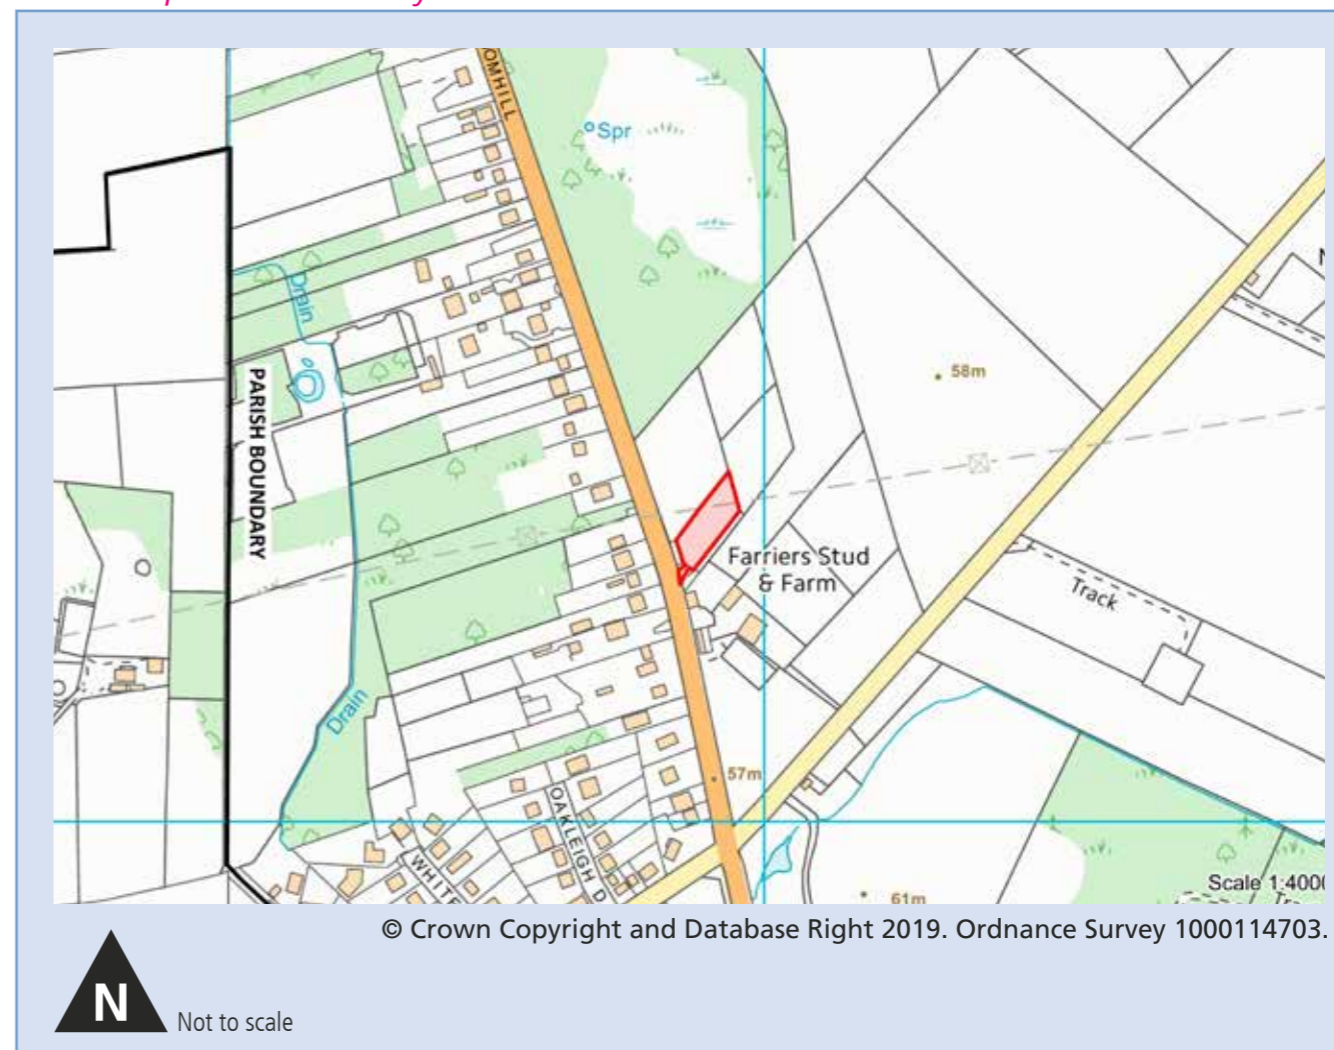 OMHILL
Spr
Drain
PARISH BOUNDARY
58m
Farriers Stud
& Farm
Track
Drain
57m
OAKLEIGH D
WHITE
61m
Scale 1:4000
© Crown Copyright and Database Right 2019. Ordnance Survey 1000114703.
N
Not to scale